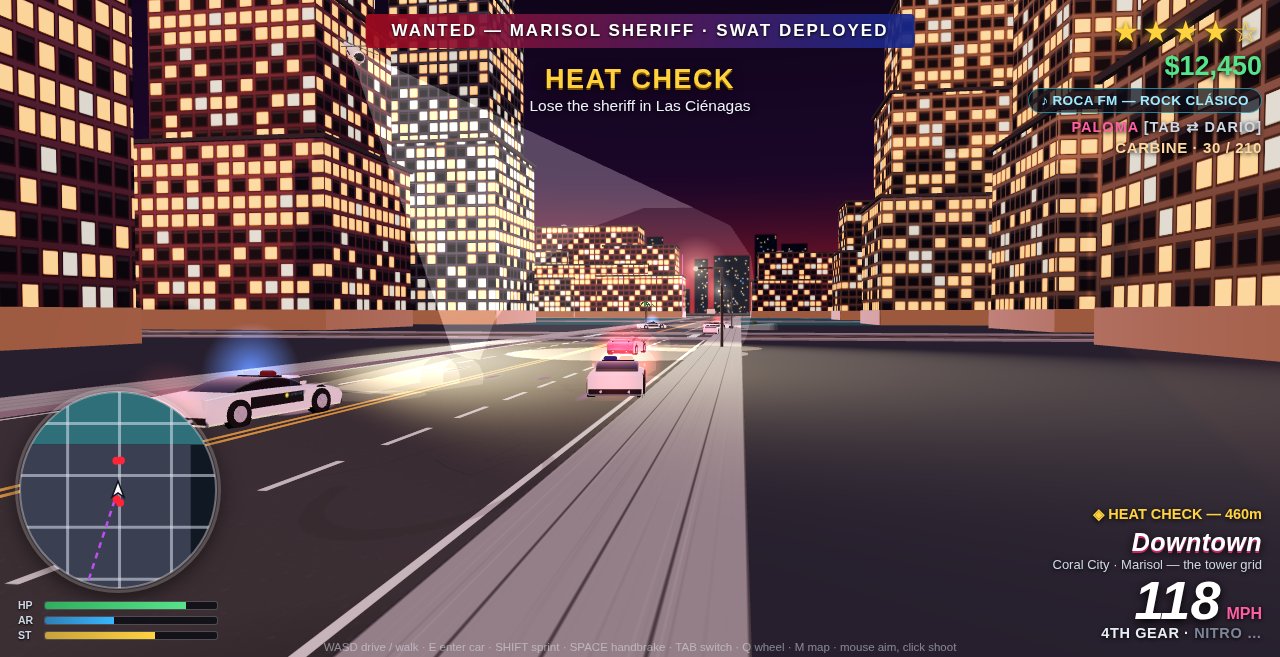 WANTED — MARISOL SHERIFF · SWAT DEPLOYED
HEAT CHECK
Lose the sheriff in Las Ciénagas
★★★★☆
$12,450
♪ ROCA FM — ROCK CLÁSICO
PALOMA [TAB ⇄ DARÍO]
CARBINE · 30 / 210
◈ HEAT CHECK — 460m
Downtown
Coral City · Marisol — the tower grid
118 MPH
4TH GEAR · NITRO ...
HP
AR
ST
WASD drive / walk · E enter car · SHIFT sprint · SPACE handbrake · TAB switch · Q wheel · M map · mouse aim, click shoot